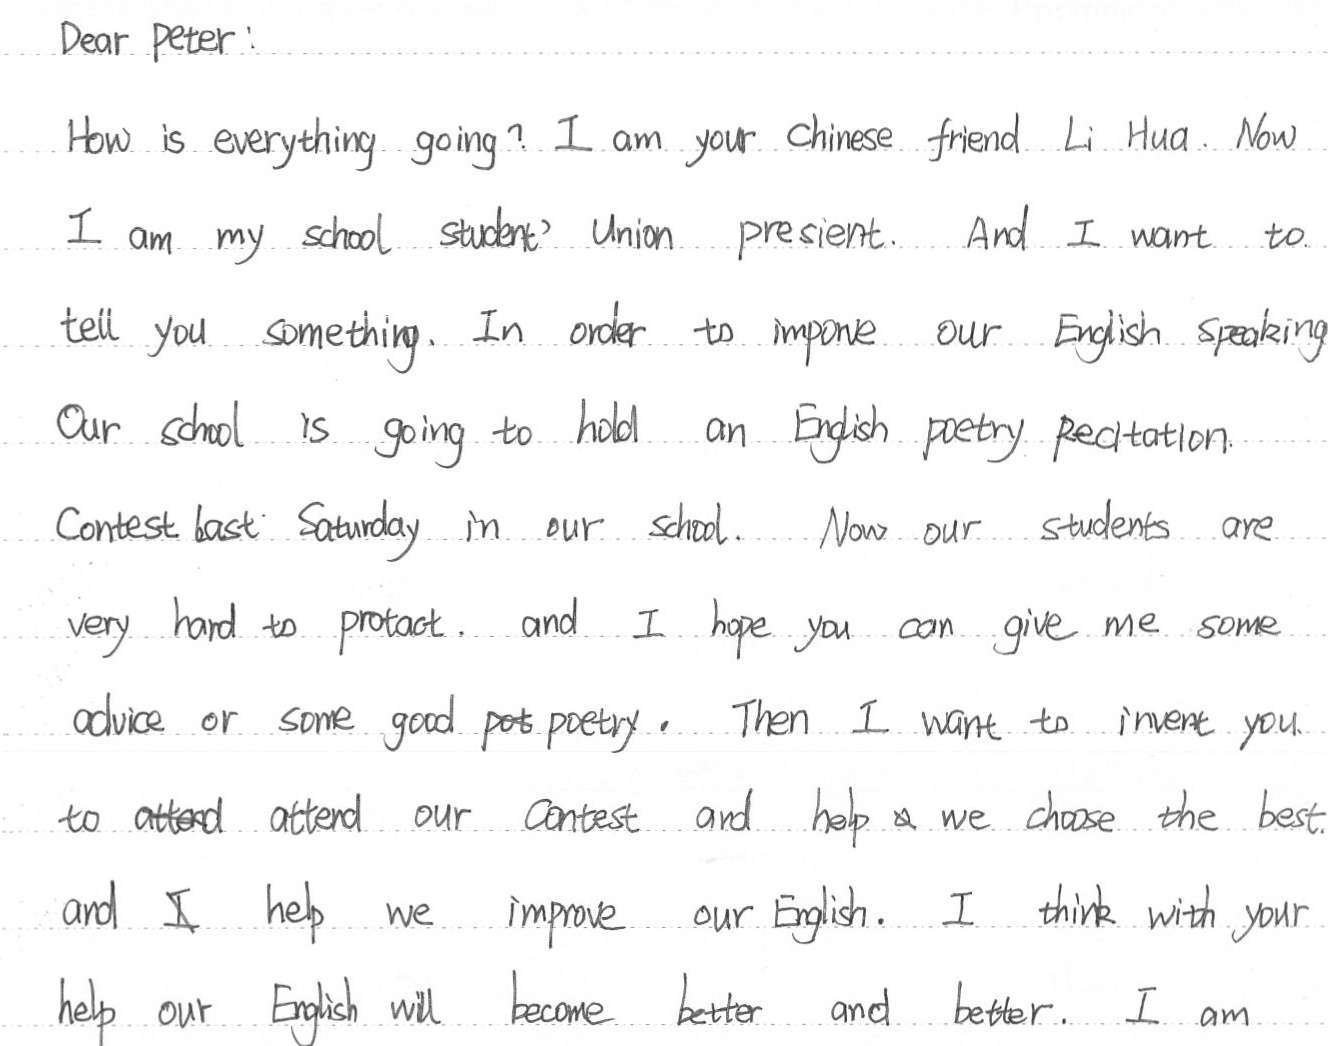 Dear Peter:
How is everything going? I am your Chinese friend Li Hua. Now
I am my school student' Union presient. And I want to
tell you something. In order to impone our English speaking
Our school is going to hold an English poetry Recitation.
Contest last Saturday in our school. Now our students are
very hard to protact. and I hope you can give me some
advice or some good poetry. Then I want to invent you.
to attend our Contest and help we choose the best.
and help we improve our English. I think with your
help our English will become better and better. I am